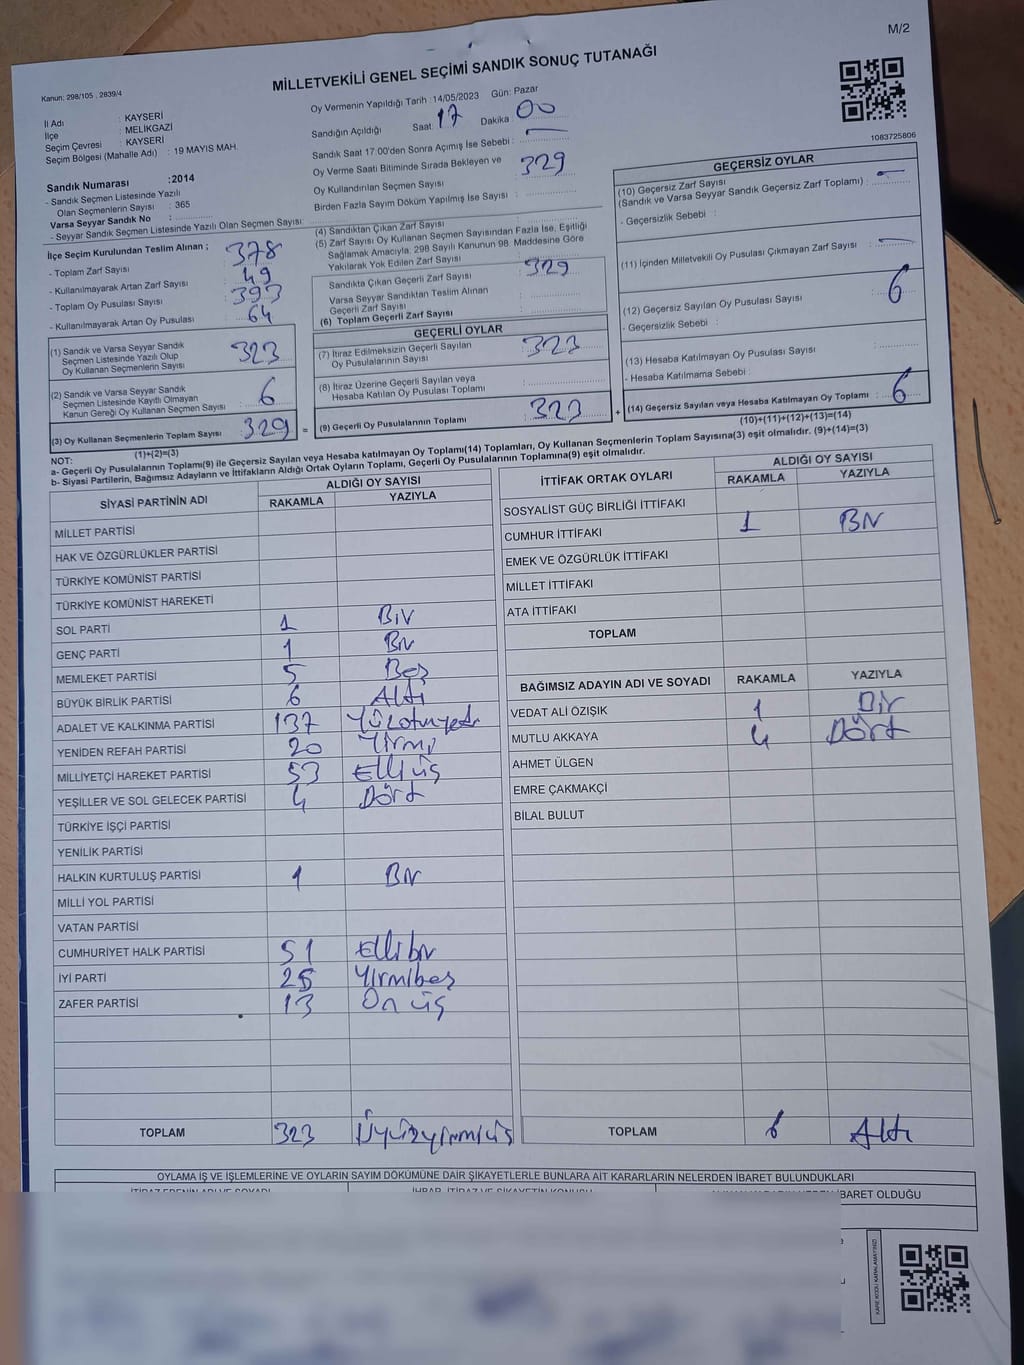 M/2
MİLLETVEKİLİ GENEL SEÇİMİ SANDIK SONUÇ TUTANAĞI
Kanun: 298/105 , 2839/4
İl Adı : KAYSERİ
İlçe : MELİKGAZİ
Seçim Çevresi : KAYSERİ
Seçim Bölgesi (Mahalle Adı) : 19 MAYIS MAH.
Sandık Numarası : 2014
- Sandık Seçmen Listesinde Yazılı
Olan Seçmenlerin Sayısı : 365
Varsa Seyyar Sandık No :
- Seyyar Sandık Seçmen Listesinde Yazılı Olan Seçmen Sayısı:
Oy Vermenin Yapıldığı Tarih : 14/05/2023 Gün: Pazar
Sandığın Açıldığı Saat: 17 Dakika: 00
Sandık Saat 17:00'den Sonra Açımış İse Sebebi : —
Oy Verme Saati Bitiminde Sırada Bekleyen ve
Oy Kullandırılan Seçmen Sayısı : 329
Birden Fazla Sayım Döküm Yapılmış İse Sayısı :
1083725806
İlçe Seçim Kurulundan Teslim Alınan ;
- Toplam Zarf Sayısı : 378
- Kullanılmayarak Artan Zarf Sayısı : 49
- Toplam Oy Pusulası Sayısı : 393
- Kullanılmayarak Artan Oy Pusulası : 64
(1) Sandık ve Varsa Seyyar Sandık
Seçmen Listesinde Yazılı Olup
Oy Kullanan Seçmenlerin Sayısı : 323
(2) Sandık ve Varsa Seyyar Sandık
Seçmen Listesinde Kayıtlı Olmayan
Kanun Gereği Oy Kullanan Seçmen Sayısı : 6
(3) Oy Kullanan Seçmenlerin Toplam Sayısı : 329
(1)+(2)=(3)
(4) Sandıktan Çıkan Zarf Sayısı :
(5) Zarf Sayısı Oy Kullanan Seçmen Sayısından Fazla İse, Eşitliği
Sağlamak Amacıyla, 298 Sayılı Kanunun 98. Maddesine Göre
Yakılarak Yok Edilen Zarf Sayısı :
Sandıkta Çıkan Geçerli Zarf Sayısı : 329
Varsa Seyyar Sandıktan Teslim Alınan
Geçerli Zarf Sayısı :
(6) Toplam Geçerli Zarf Sayısı :
GEÇERLİ OYLAR
(7) İtiraz Edilmeksizin Geçerli Sayılan
Oy Pusulalarının Sayısı : 323
(8) İtiraz Üzerine Geçerli Sayılan veya
Hesaba Katılan Oy Pusulası Toplamı :
(9) Geçerli Oy Pusulalarının Toplamı : 323
GEÇERSİZ OYLAR
(10) Geçersiz Zarf Sayısı
(Sandık ve Varsa Seyyar Sandık Geçersiz Zarf Toplamı) : —
- Geçersizlik Sebebi :
(11) İçinden Milletvekili Oy Pusulası Çıkmayan Zarf Sayısı : —
(12) Geçersiz Sayılan Oy Pusulası Sayısı : 6
- Geçersizlik Sebebi :
(13) Hesaba Katılmayan Oy Pusulası Sayısı :
- Hesaba Katılmama Sebebi :
(14) Geçersiz Sayılan veya Hesaba Katılmayan Oy Toplamı : 6
(10)+(11)+(12)+(13)=(14)
NOT:
a- Geçerli Oy Pusulalarının Toplamı(9) ile Geçersiz Sayılan veya Hesaba katılmayan Oy Toplamı(14) Toplamları, Oy Kullanan Seçmenlerin Toplam Sayısına(3) eşit olmalıdır. (9)+(14)=(3)
b- Siyasi Partilerin, Bağımsız Adayların ve İttifakların Aldığı Ortak Oyların Toplamı, Geçerli Oy Pusulalarının Toplamına(9) eşit olmalıdır.
SİYASİ PARTİNİN ADI ALDIĞI OY SAYISI
RAKAMLA YAZIYLA
MİLLET PARTİSİ
HAK VE ÖZGÜRLÜKLER PARTİSİ
TÜRKİYE KOMÜNİST PARTİSİ
TÜRKİYE KOMÜNİST HAREKETİ
SOL PARTİ 1 Bir
GENÇ PARTİ 1 Bir
MEMLEKET PARTİSİ 5 Beş
BÜYÜK BİRLİK PARTİSİ 6 Altı
ADALET VE KALKINMA PARTİSİ 137 Yüzotuzyedi
YENİDEN REFAH PARTİSİ 20 Yirmi
MİLLİYETÇİ HAREKET PARTİSİ 53 Elliüç
YEŞİLLER VE SOL GELECEK PARTİSİ 4 Dört
TÜRKİYE İŞÇİ PARTİSİ
YENİLİK PARTİSİ
HALKIN KURTULUŞ PARTİSİ 1 Bir
MİLLİ YOL PARTİSİ
VATAN PARTİSİ
CUMHURİYET HALK PARTİSİ 51 Ellibir
İYİ PARTİ 25 Yirmibeş
ZAFER PARTİSİ 13 Onüç
TOPLAM 323 Üçyüzyirmiüç
İTTİFAK ORTAK OYLARI ALDIĞI OY SAYISI
RAKAMLA YAZIYLA
SOSYALİST GÜÇ BİRLİĞİ İTTİFAKI
CUMHUR İTTİFAKI 1 Bir
EMEK VE ÖZGÜRLÜK İTTİFAKI
MİLLET İTTİFAKI
ATA İTTİFAKI
TOPLAM
BAĞIMSIZ ADAYIN ADI VE SOYADI RAKAMLA YAZIYLA
VEDAT ALİ ÖZIŞIK 1 Bir
MUTLU AKKAYA 4 Dört
AHMET ÜLGEN
EMRE ÇAKMAKÇİ
BİLAL BULUT
TOPLAM 6 Altı
OYLAMA İŞ VE İŞLEMLERİNE VE OYLARIN SAYIM DÖKÜMÜNE DAİR ŞİKAYETLERLE BUNLARA AİT KARARLARIN NELERDEN İBARET BULUNDUKLARI
İBARET OLDUĞU
KARE KODU KARALAMAYINIZ!